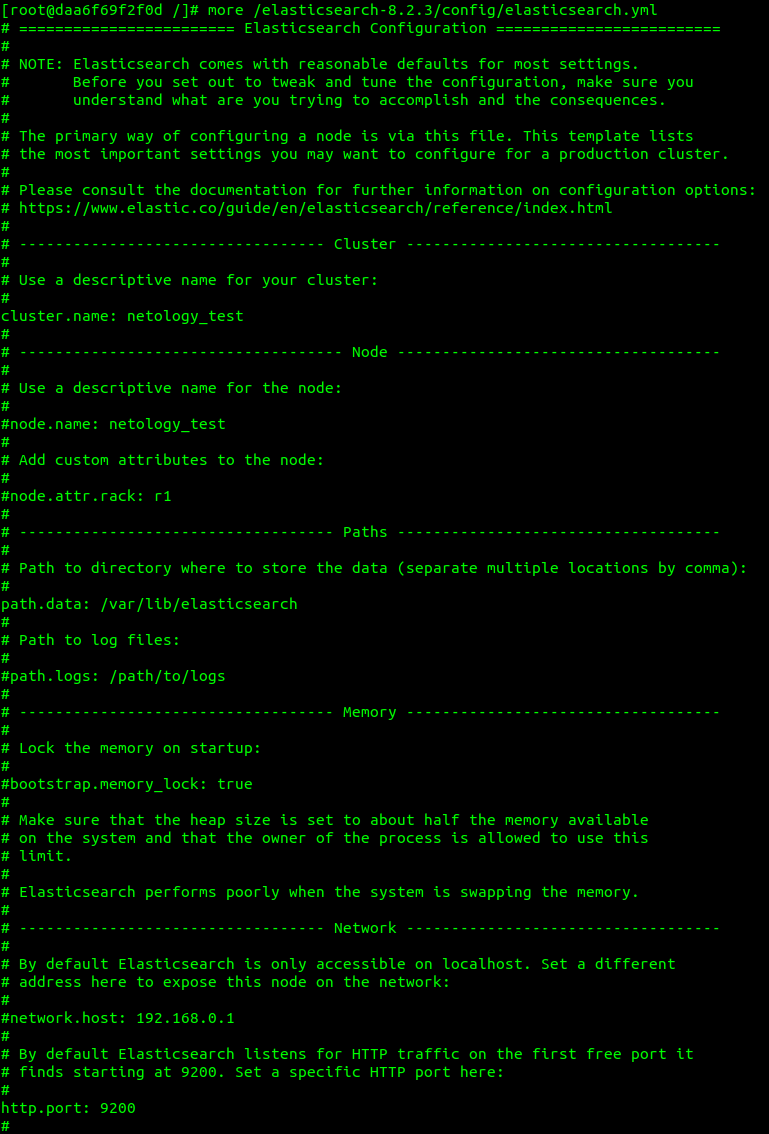 [root@daa6f69f2f0d /]# more /elasticsearch-8.2.3/config/elasticsearch.yml
# ======================== Elasticsearch Configuration =========================
#
# NOTE: Elasticsearch comes with reasonable defaults for most settings.
#       Before you set out to tweak and tune the configuration, make sure you
#       understand what are you trying to accomplish and the consequences.
#
# The primary way of configuring a node is via this file. This template lists
# the most important settings you may want to configure for a production cluster.
#
# Please consult the documentation for further information on configuration options:
# https://www.elastic.co/guide/en/elasticsearch/reference/index.html
#
# ---------------------------------- Cluster -----------------------------------
#
# Use a descriptive name for your cluster:
#
cluster.name: netology_test
#
# ------------------------------------ Node ------------------------------------
#
# Use a descriptive name for the node:
#
#node.name: netology_test
#
# Add custom attributes to the node:
#
#node.attr.rack: r1
#
# ----------------------------------- Paths ------------------------------------
#
# Path to directory where to store the data (separate multiple locations by comma):
#
path.data: /var/lib/elasticsearch
#
# Path to log files:
#
#path.logs: /path/to/logs
#
# ----------------------------------- Memory -----------------------------------
#
# Lock the memory on startup:
#
#bootstrap.memory_lock: true
#
# Make sure that the heap size is set to about half the memory available
# on the system and that the owner of the process is allowed to use this
# limit.
#
# Elasticsearch performs poorly when the system is swapping the memory.
#
# ---------------------------------- Network -----------------------------------
#
# By default Elasticsearch is only accessible on localhost. Set a different
# address here to expose this node on the network:
#
#network.host: 192.168.0.1
#
# By default Elasticsearch listens for HTTP traffic on the first free port it
# finds starting at 9200. Set a specific HTTP port here:
#
http.port: 9200
#